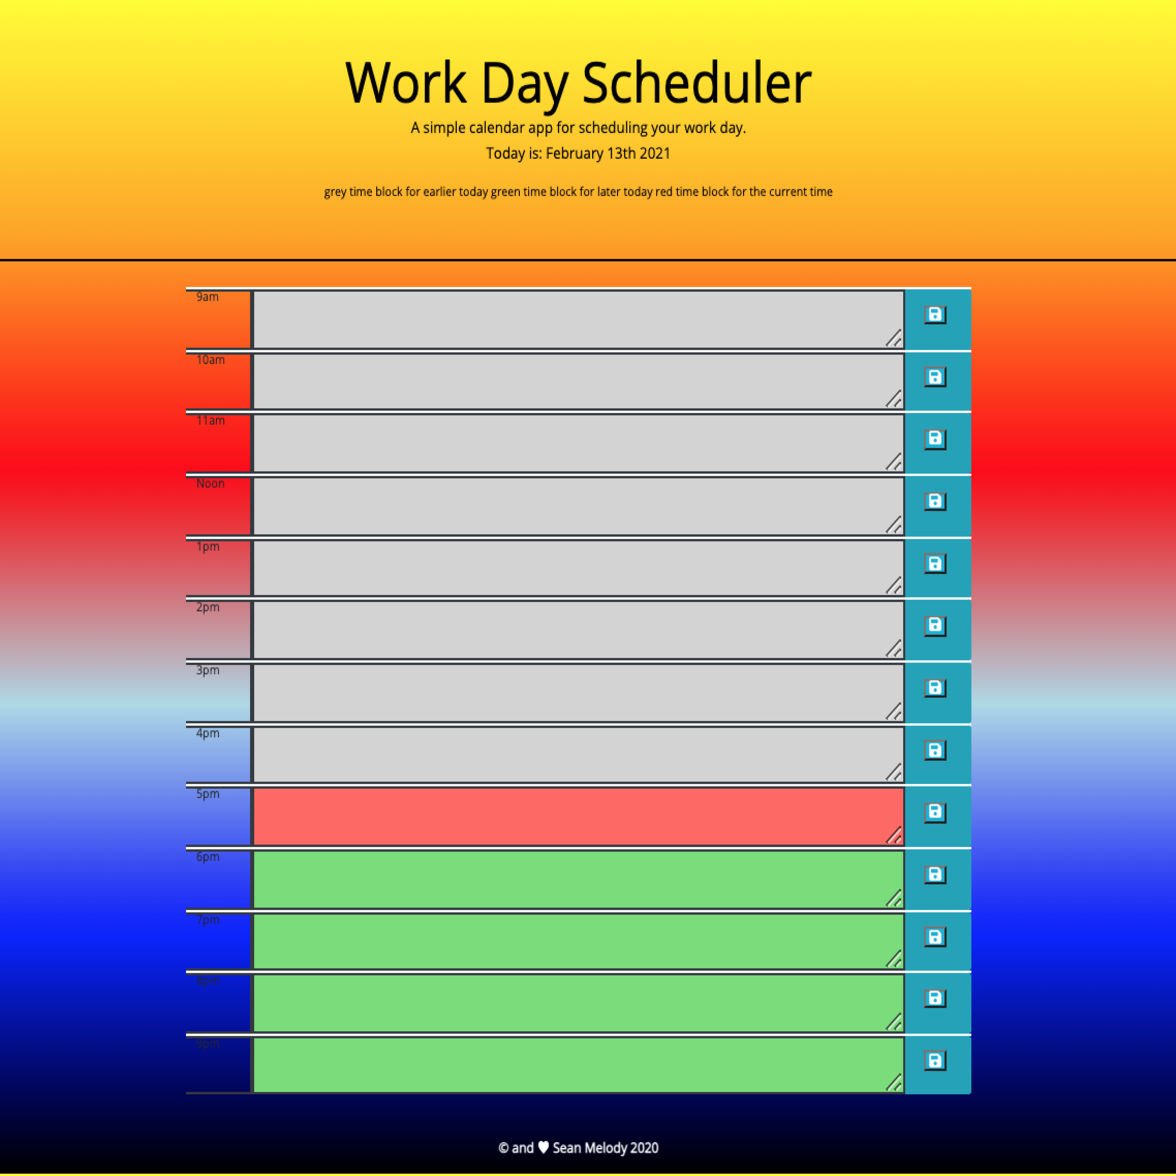 Work Day Scheduler
A simple calendar app for scheduling your work day.
Today is: February 13th 2021
grey time block for earlier today green time block for later today red time block for the current time
9am
10am
11am
Noon
1pm
2pm
3pm
4pm
5pm
6pm
7pm
8pm
9pm
© and ♥ Sean Melody 2020